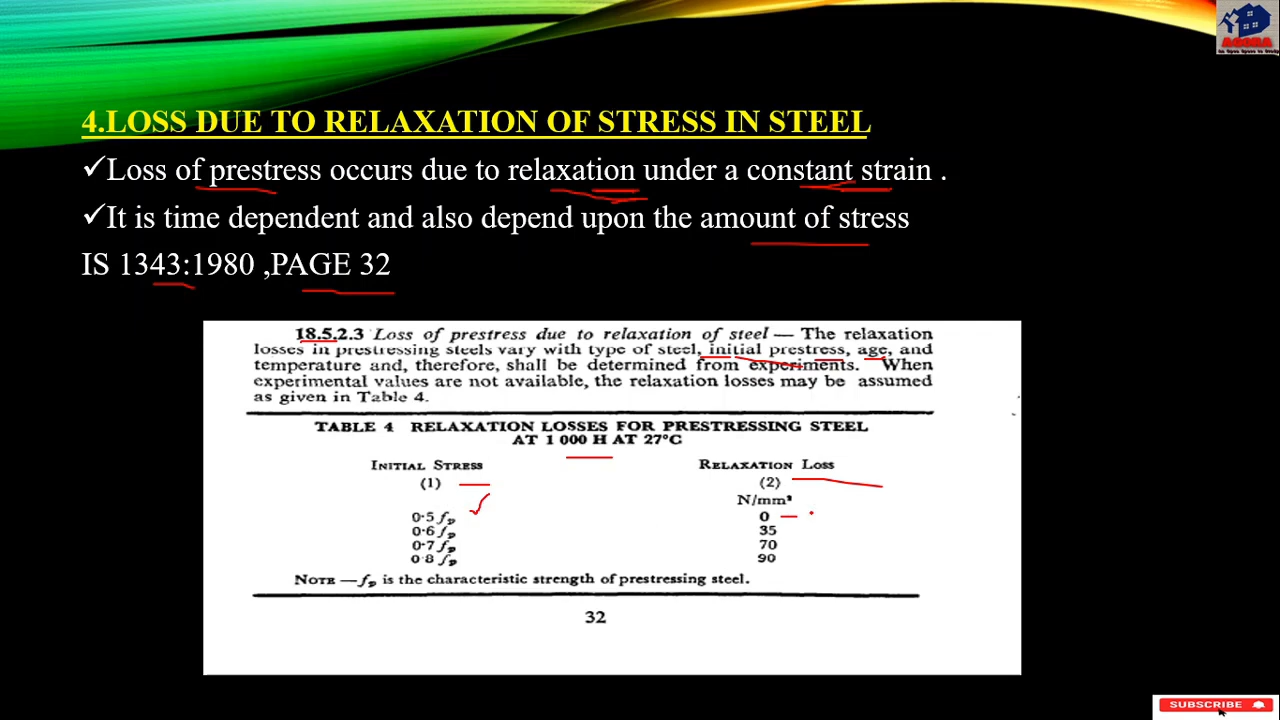 AGORA
An Open Space to Study
4.LOSS DUE TO RELAXATION OF STRESS IN STEEL
✓Loss of prestress occurs due to relaxation under a constant strain .
✓It is time dependent and also depend upon the amount of stress
IS 1343:1980 ,PAGE 32
18.5.2.3 Loss of prestress due to relaxation of steel — The relaxation
losses in prestressing steels vary with type of steel, initial prestress, age, and
temperature and, therefore, shall be determined from experiments. When
experimental values are not available, the relaxation losses may be assumed
as given in Table 4.
TABLE 4 RELAXATION LOSSES FOR PRESTRESSING STEEL
AT 1 000 H AT 27°C
INITIAL STRESS RELAXATION LOSS
(1) (2)
N/mm²
0·5 fp 0
0·6 fp 35
0·7 fp 70
0·8 fp 90
NOTE — fp is the characteristic strength of prestressing steel.
32
SUBSCRIBE